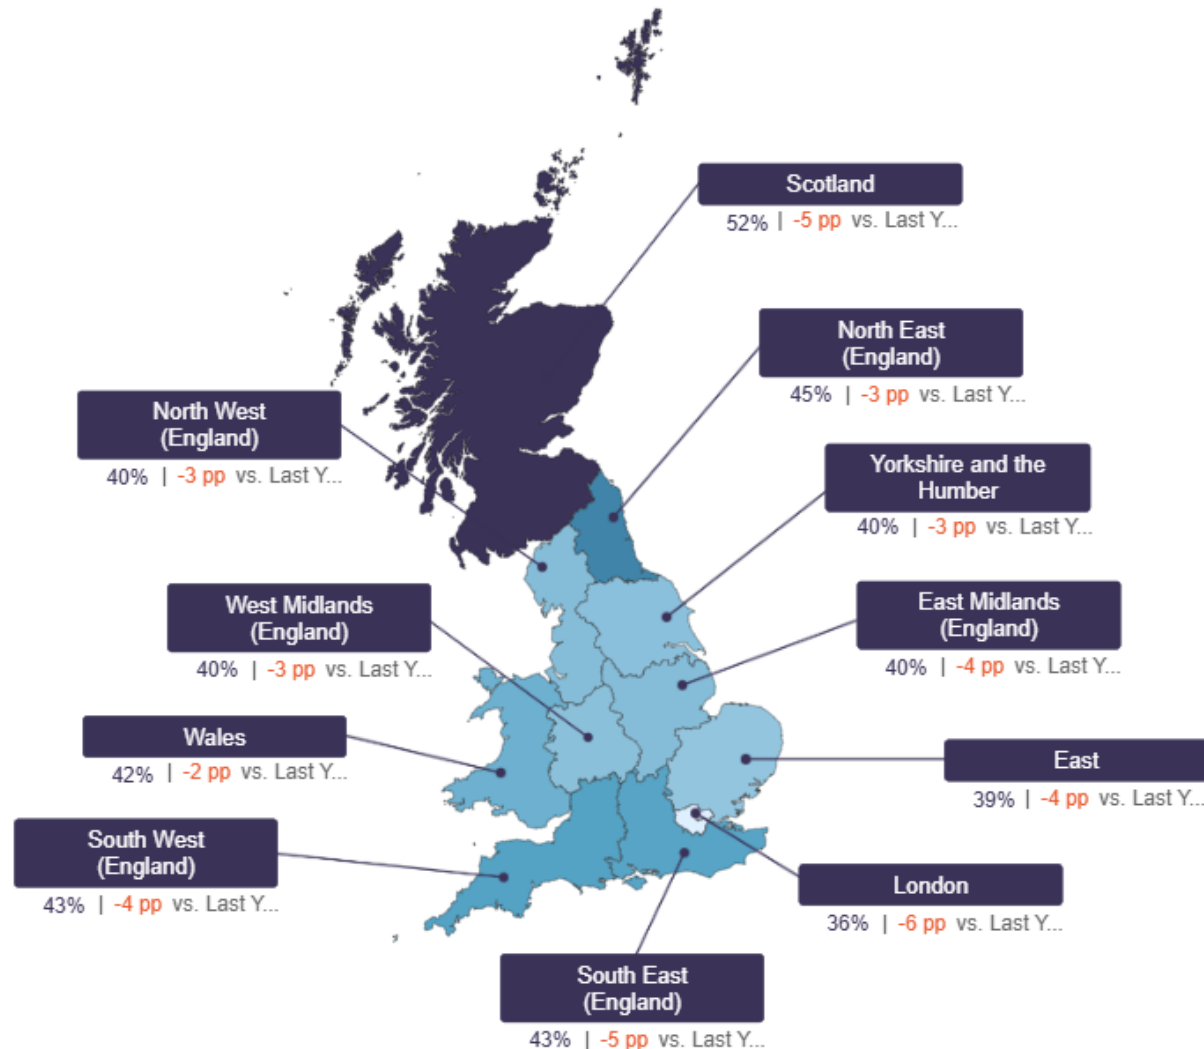 Scotland
52% | -5 pp vs. Last Y...
North East
(England)
45% | -3 pp vs. Last Y...
North West
(England)
40% | -3 pp vs. Last Y...
Yorkshire and the
Humber
40% | -3 pp vs. Last Y...
West Midlands
(England)
40% | -3 pp vs. Last Y...
East Midlands
(England)
40% | -4 pp vs. Last Y...
Wales
42% | -2 pp vs. Last Y...
East
39% | -4 pp vs. Last Y...
South West
(England)
43% | -4 pp vs. Last Y...
London
36% | -6 pp vs. Last Y...
South East
(England)
43% | -5 pp vs. Last Y...